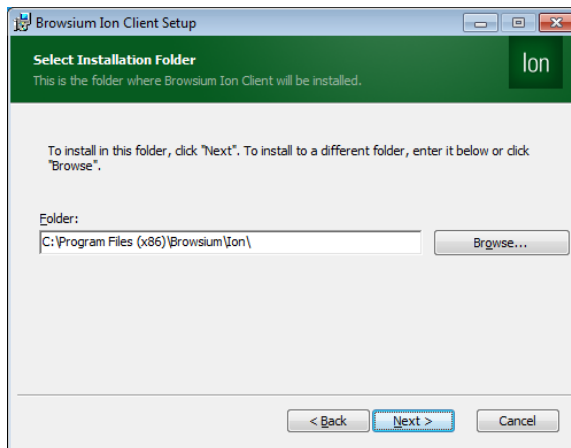 Browsium Ion Client Setup
Select Installation Folder
This is the folder where Browsium Ion Client will be installed.
Ion
To install in this folder, click "Next". To install to a different folder, enter it below or click
"Browse".
Folder:
C:\Program Files (x86)\Browsium\Ion\
Browse...
< Back
Next >
Cancel